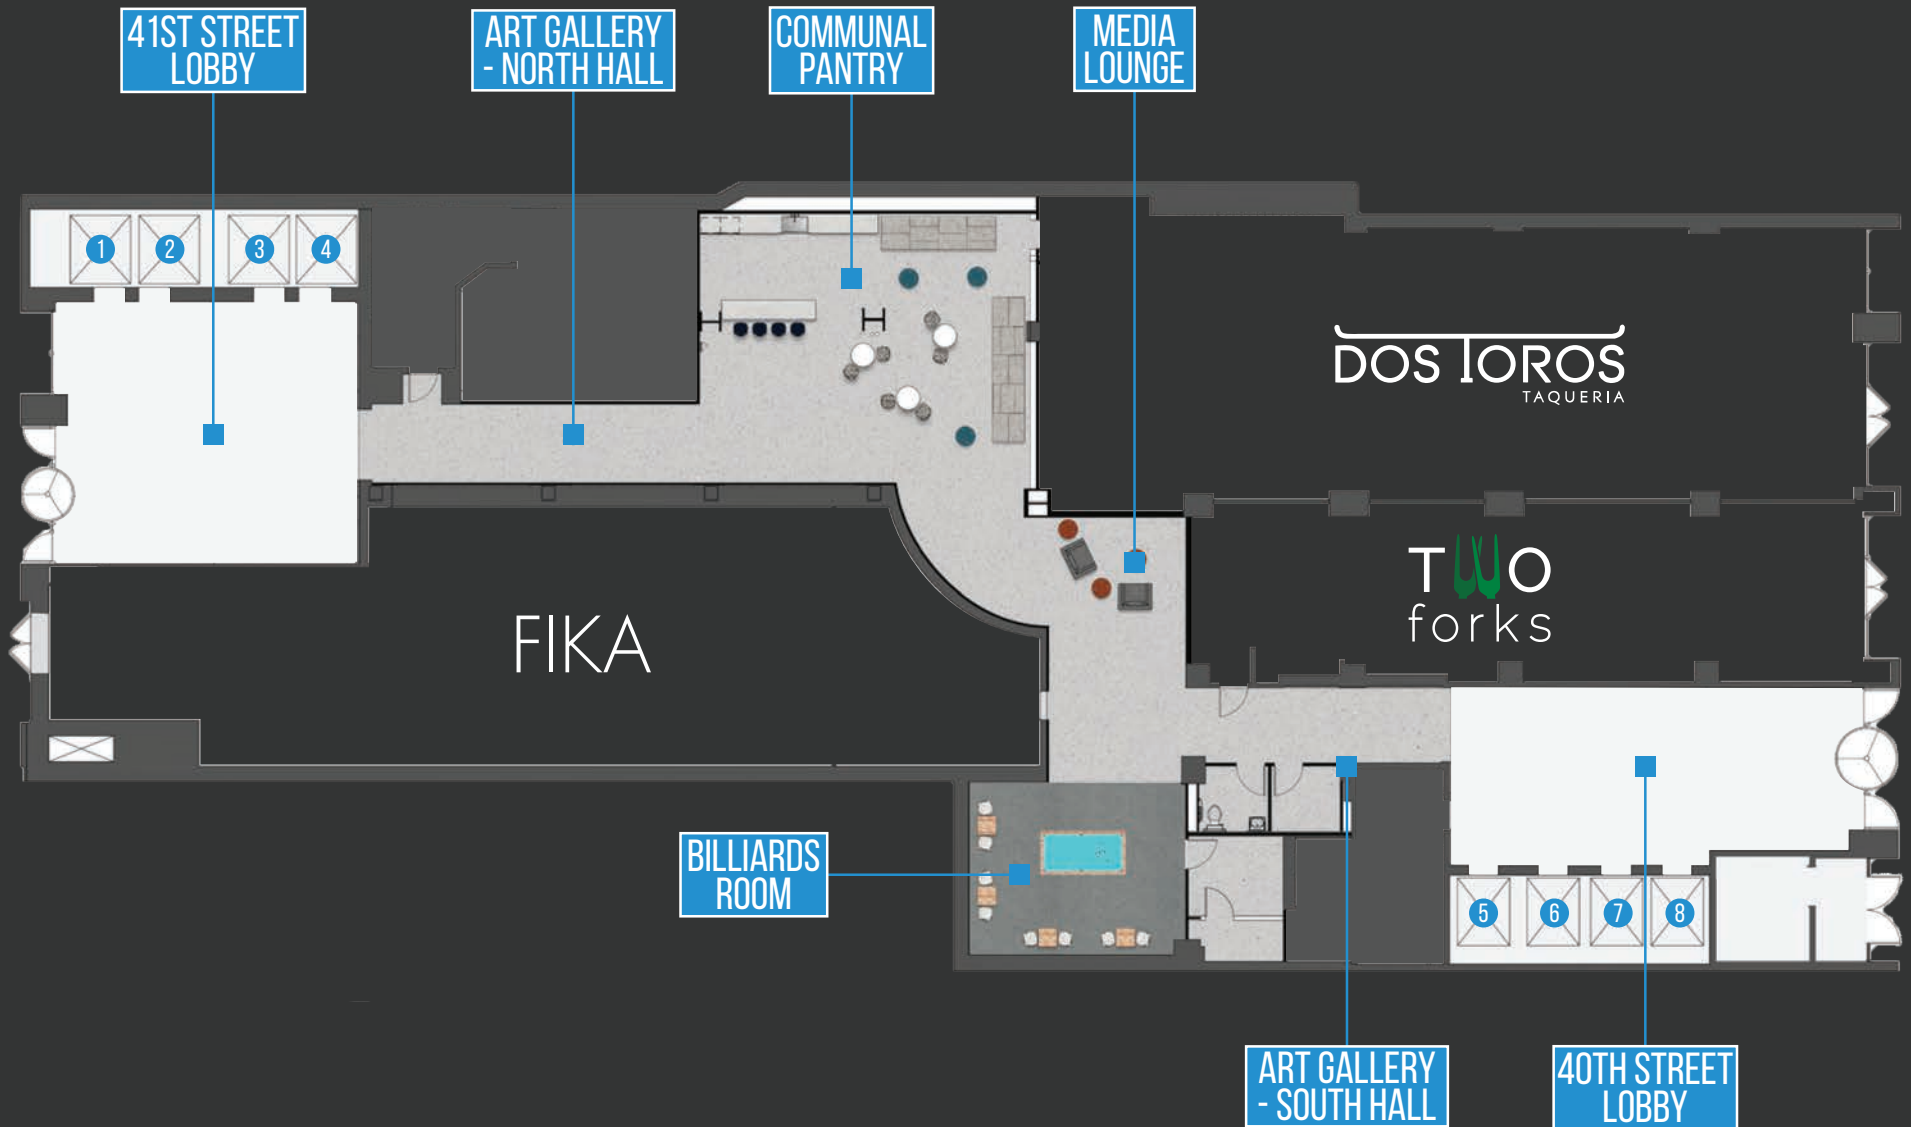 41ST STREET
LOBBY
ART GALLERY
- NORTH HALL
COMMUNAL
PANTRY
MEDIA
LOUNGE
1
2
3
4
DOS TOROS
TAQUERIA
TWO
forks
FIKA
BILLIARDS
ROOM
5
6
7
8
ART GALLERY
- SOUTH HALL
40TH STREET
LOBBY